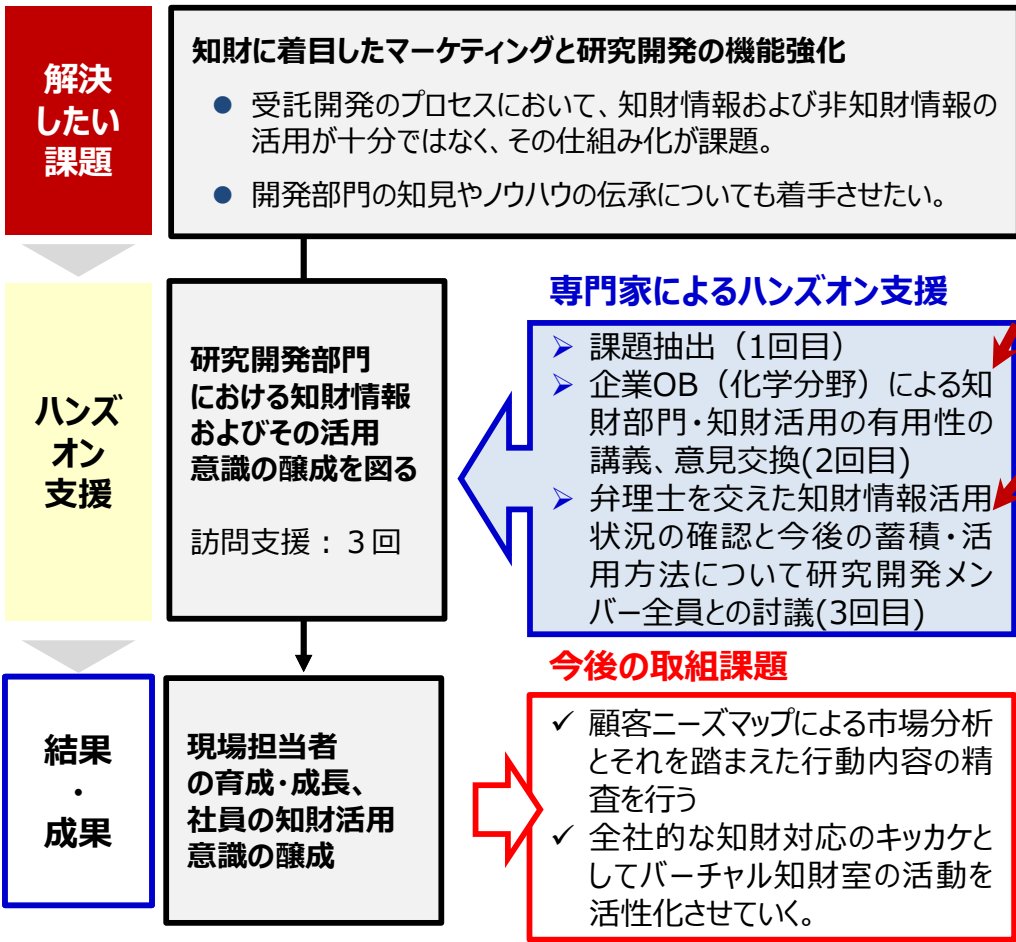 解決
したい
課題
知財に着目したマーケティングと研究開発の機能強化
● 受託開発のプロセスにおいて、知財情報および非知財情報の
活用が十分ではなく、その仕組み化が課題。
● 開発部門の知見やノウハウの伝承についても着手させたい。
ハンズ
オン
支援
研究開発部門
における知財情報
およびその活用
意識の醸成を図る
訪問支援：３回
専門家によるハンズオン支援
➢ 課題抽出（1回目）
➢ 企業OB（化学分野）による知
財部門・知財活用の有用性の
講義、意見交換(2回目)
➢ 弁理士を交えた知財情報活用
状況の確認と今後の蓄積・活
用方法について研究開発メン
バー全員との討議(3回目)
結果
・
成果
現場担当者
の育成・成長、
社員の知財活用
意識の醸成
今後の取組課題
✓ 顧客ニーズマップによる市場分析
とそれを踏まえた行動内容の精
査を行う
✓ 全社的な知財対応のキッカケと
してバーチャル知財室の活動を
活性化させていく。